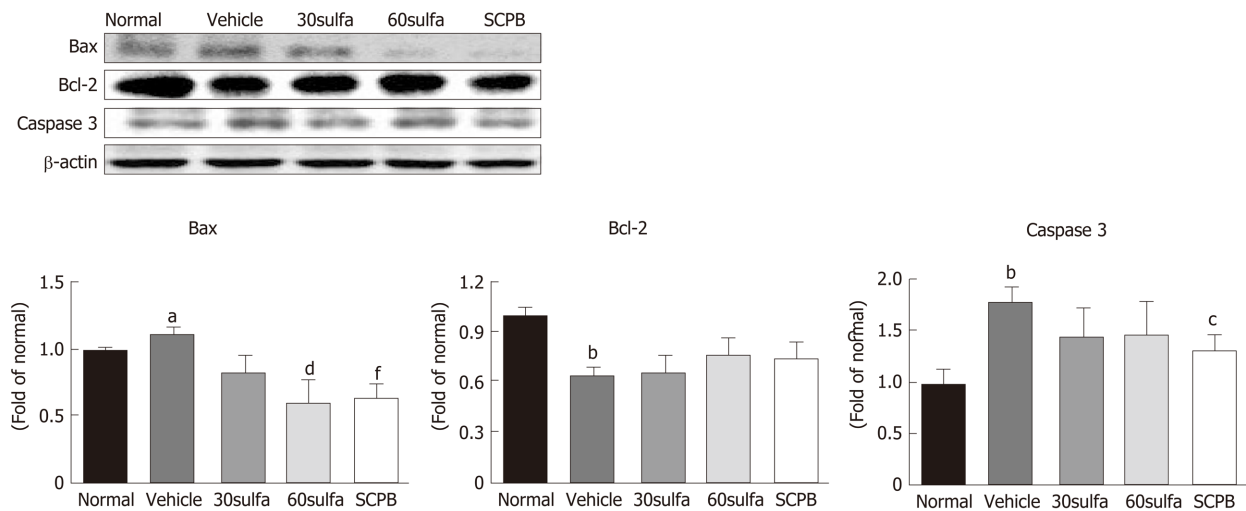 Normal Vehicle 30sulfa 60sulfa SCPB
Bax
Bcl-2
Caspase 3
β-actin
Bax
(Fold of normal)
1.5
1.0
0.5
0
a
d
f
Normal Vehicle 30sulfa 60sulfa SCPB
Bcl-2
(Fold of normal)
1.2
0.9
0.6
0.3
0
b
Normal Vehicle 30sulfa 60sulfa SCPB
Caspase 3
(Fold of normal)
2.0
1.5
1.0
0.5
0
b
c
Normal Vehicle 30sulfa 60sulfa SCPB